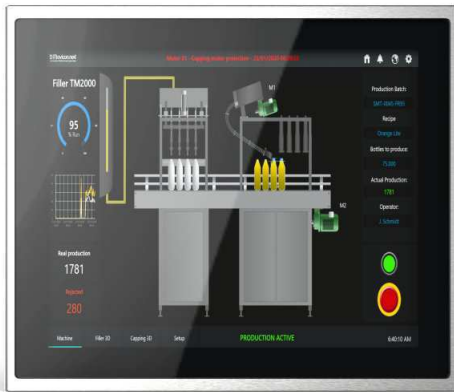 Filler TM2000
95
% Run
Real production
1781
Rejected
280
M1
M2
Production Batch:
Recipe
Orange Lite
Bottles to produce:
75.000
Actual Production:
1781
Operator:
J. Schmidt
Machine
Filler 3D
Capping 3D
Setup
PRODUCTION ACTIVE
6:40:10 AM